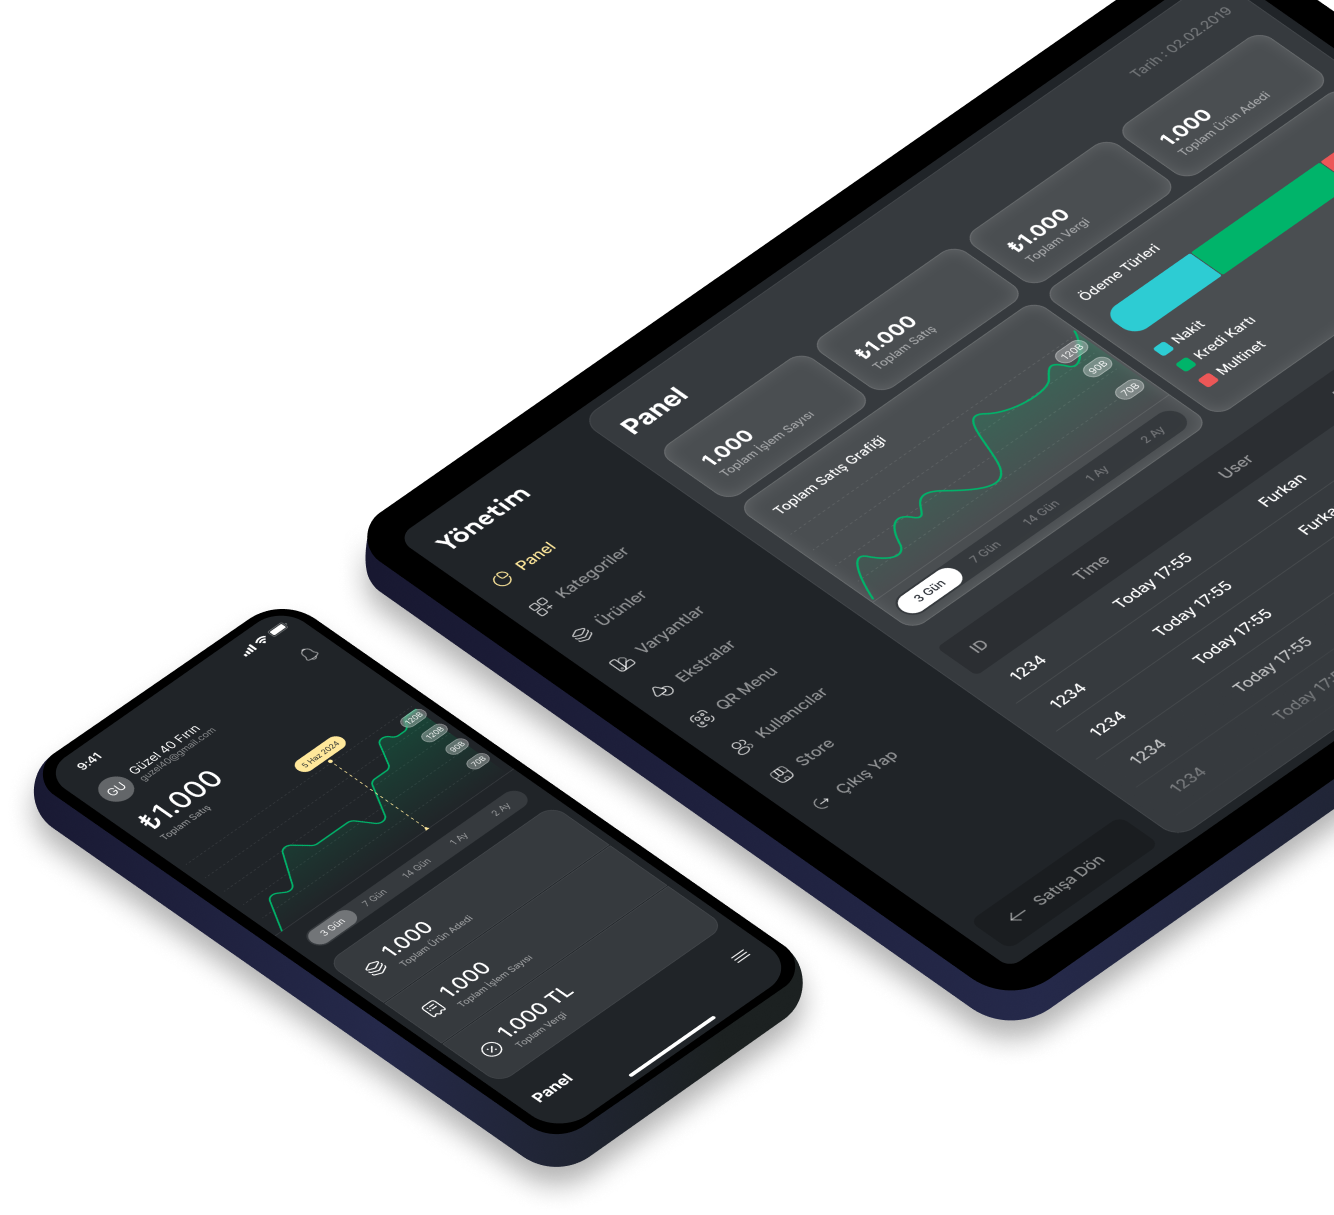 9:41
GU
Güzel 40 Fırın
guzel40@gmail.com
₺1.000
Toplam Satış
5 Haz 2024
120B
120B
90B
70B
3 Gün
7 Gün
14 Gün
1 Ay
2 Ay
1.000
Toplam Ürün Adedi
1.000
Toplam İşlem Sayısı
1.000 TL
Toplam Vergi
Panel
Yönetim
Panel
Kategoriler
Ürünler
Varyantlar
Ekstralar
QR Menu
Kullanıcılar
Store
Çıkış Yap
Satışa Dön
Panel
Tarih : 02.02.2019
1.000
Toplam İşlem Sayısı
₺1.000
Toplam Satış
₺1.000
Toplam Vergi
1.000
Toplam Ürün Adedi
Toplam Satış Grafiği
120B
90B
70B
3 Gün
7 Gün
14 Gün
1 Ay
2 Ay
Ödeme Türleri
Nakit
Kredi Kartı
Multinet
ID Time User
1234 Today 17:55 Furkan
1234 Today 17:55 Furka
1234 Today 17:55
1234 Today 17:55
1234 Today 17:5